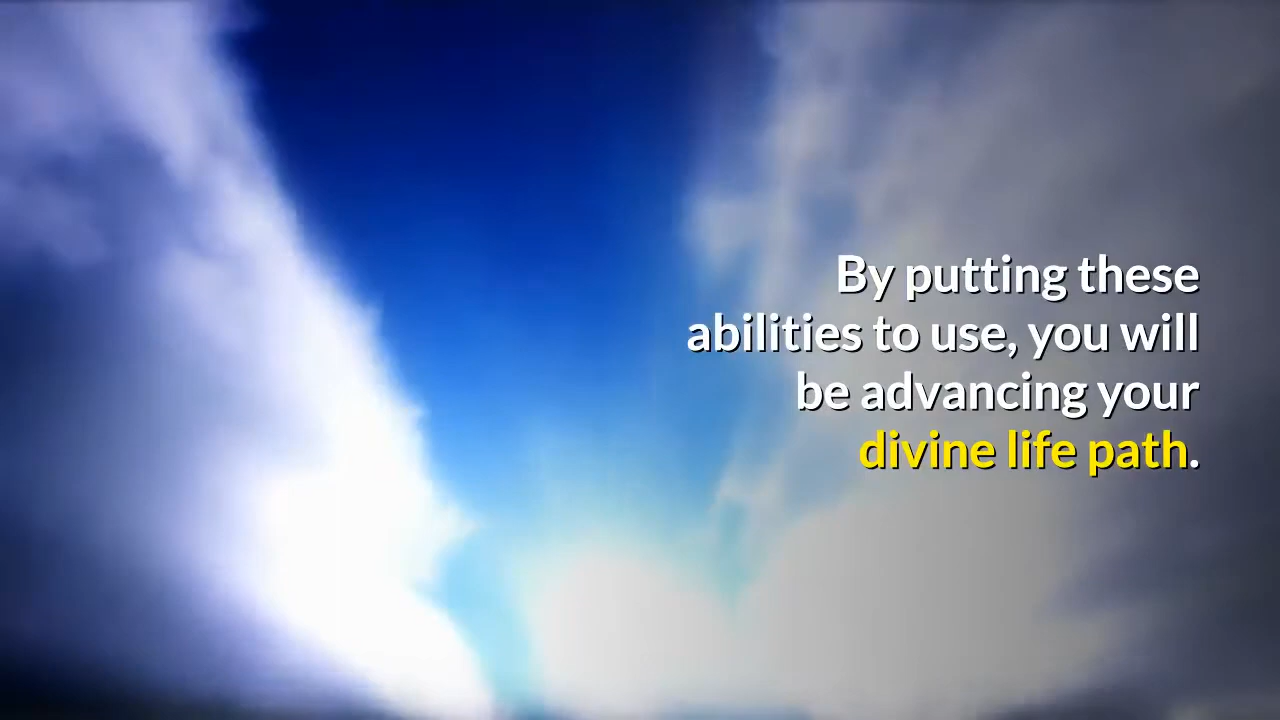 By putting these
abilities to use, you will
be advancing your
divine life path.